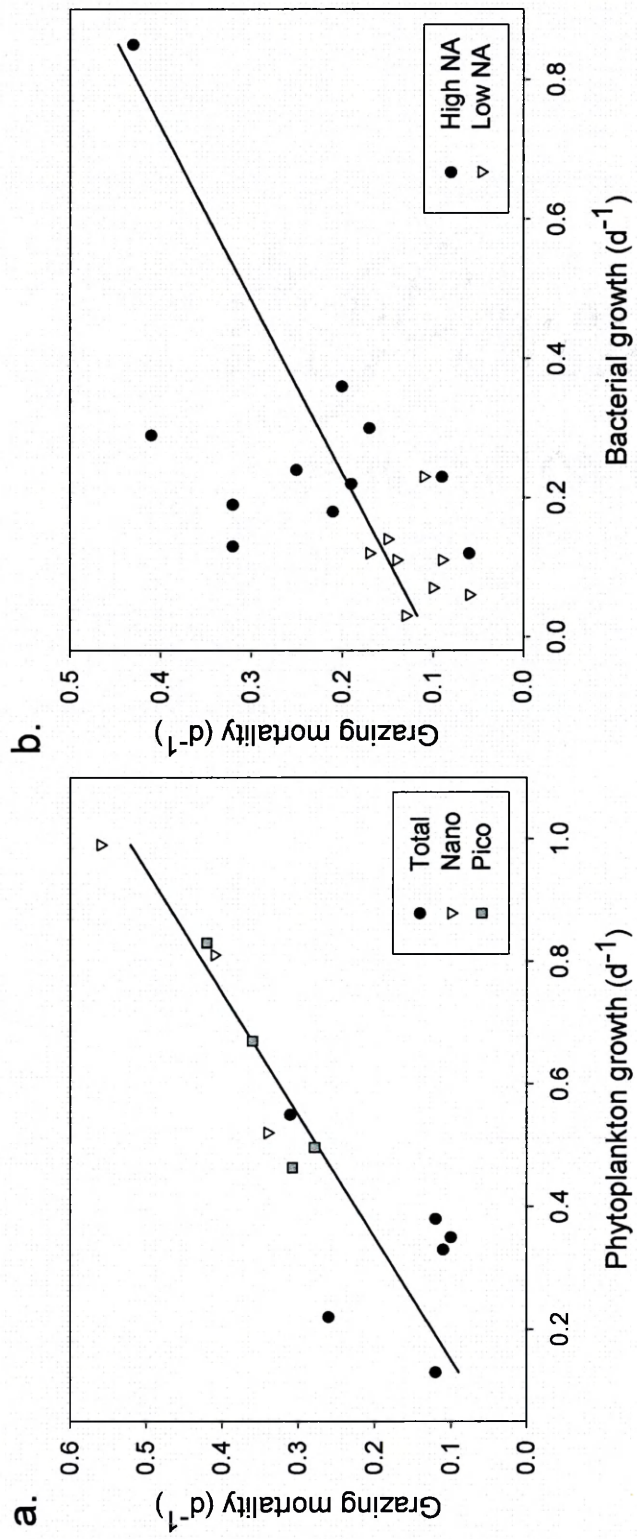 a.
Grazing mortality (d⁻¹)
0.6
0.5
0.4
0.3
0.2
0.1
0.0
0.2
0.4
0.6
0.8
1.0
Phytoplankton growth (d⁻¹)
Total
Nano
Pico
b.
Grazing mortality (d⁻¹)
0.5
0.4
0.3
0.2
0.1
0.0
0.0
0.2
0.4
0.6
0.8
Bacterial growth (d⁻¹)
High NA
Low NA